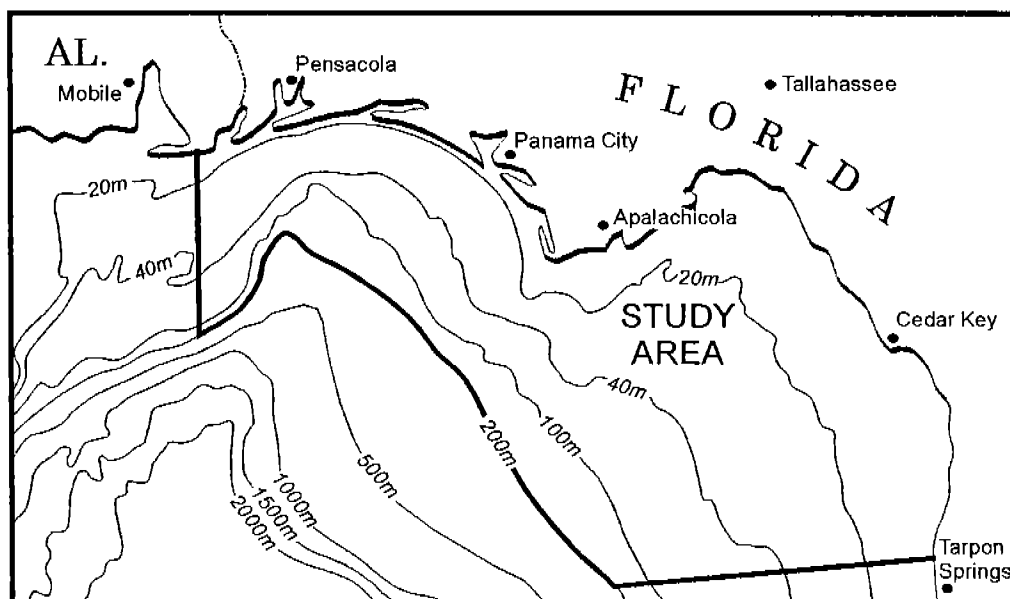 AL.
Mobile
Pensacola
FLORIDA
Tallahassee
Panama City
20m
Apalachicola
40m
20m
STUDY
AREA
Cedar Key
40m
100m
200m
500m
1000m
1500m
2000m
Tarpon
Springs